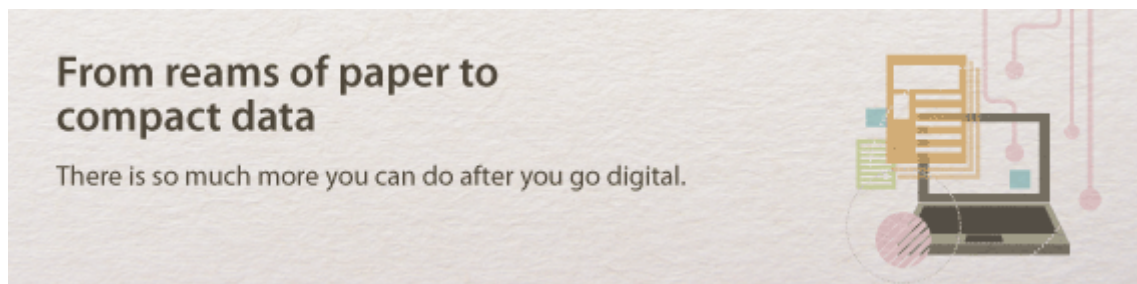 From reams of paper to
compact data
There is so much more you can do after you go digital.